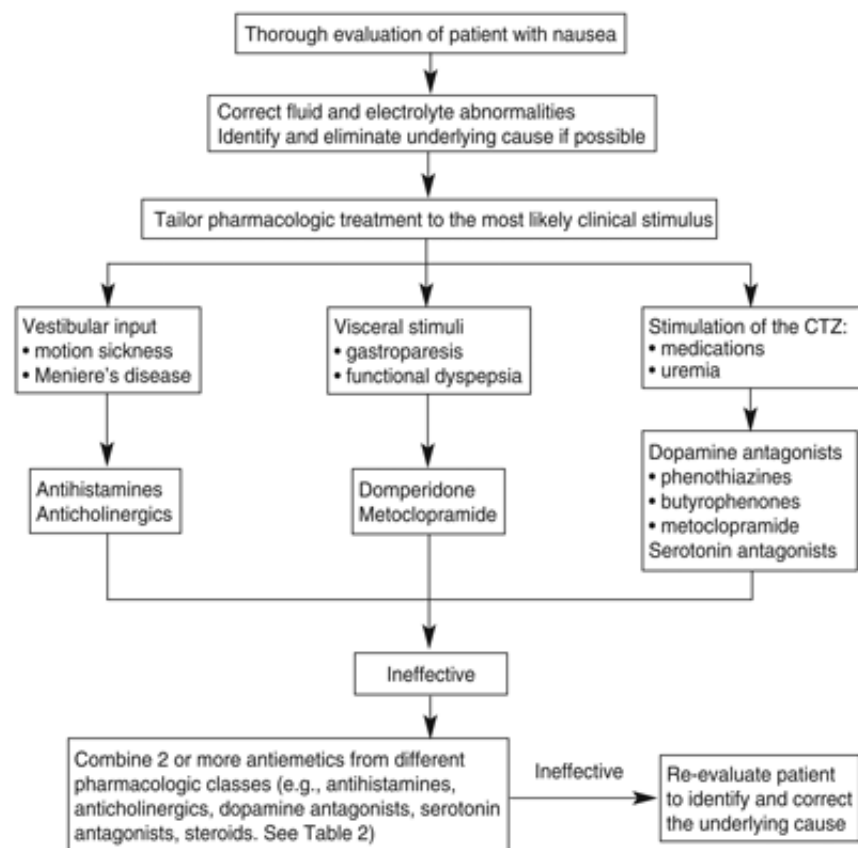 Thorough evaluation of patient with nausea
Correct fluid and electrolyte abnormalities
Identify and eliminate underlying cause if possible
Tailor pharmacologic treatment to the most likely clinical stimulus
Vestibular input
• motion sickness
• Meniere's disease
Visceral stimuli
• gastroparesis
• functional dyspepsia
Stimulation of the CTZ:
• medications
• uremia
Antihistamines
Anticholinergics
Domperidone
Metoclopramide
Dopamine antagonists
• phenothiazines
• butyrophenones
• metoclopramide
Serotonin antagonists
Ineffective
Combine 2 or more antiemetics from different
pharmacologic classes (e.g., antihistamines,
anticholinergics, dopamine antagonists, serotonin
antagonists, steroids. See Table 2)
Ineffective
Re-evaluate patient
to identify and correct
the underlying cause